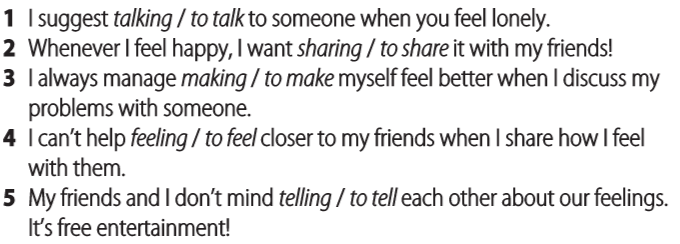 1 I suggest talking / to talk to someone when you feel lonely.
2 Whenever I feel happy, I want sharing / to share it with my friends!
3 I always manage making / to make myself feel better when I discuss my
problems with someone.
4 I can't help feeling / to feel closer to my friends when I share how I feel
with them.
5 My friends and I don't mind telling / to tell each other about our feelings.
It's free entertainment!